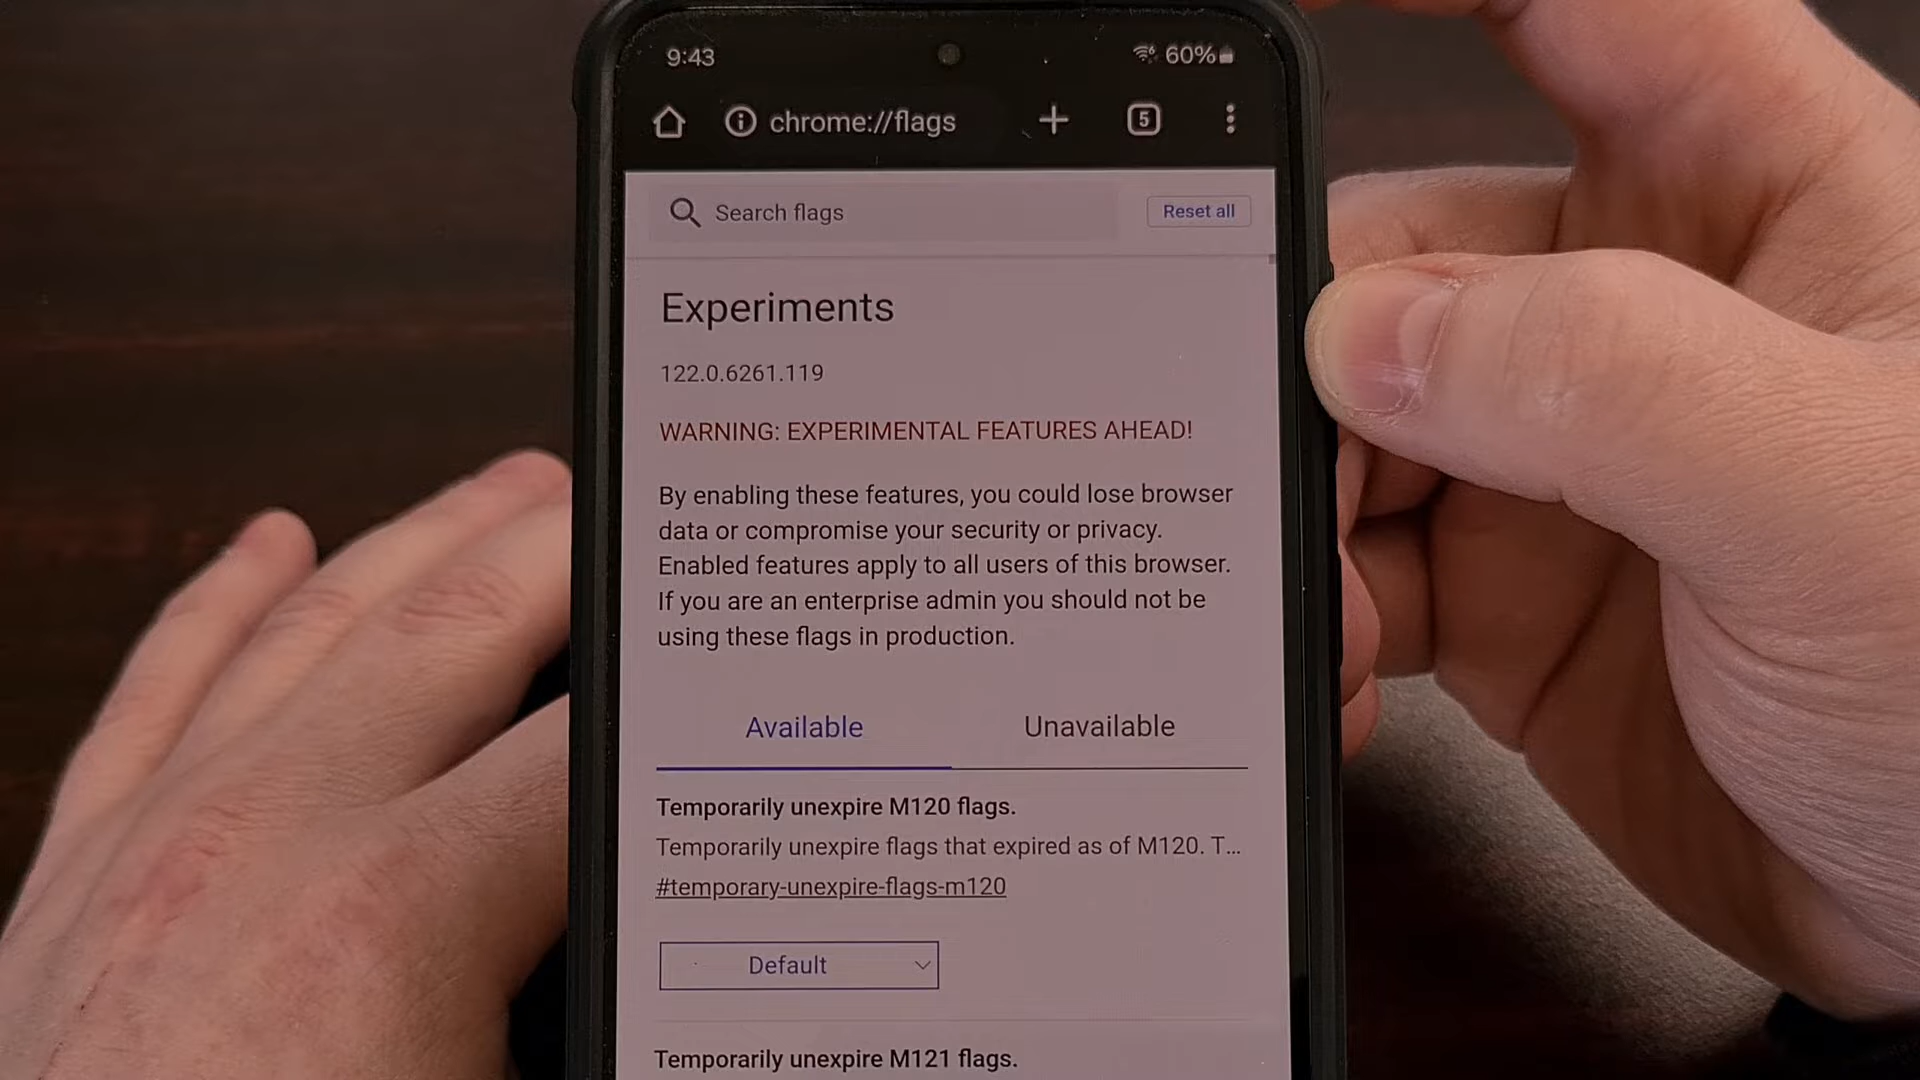 9:43
60%
chrome://flags
5
Search flags
Reset all
Experiments
122.0.6261.119
WARNING: EXPERIMENTAL FEATURES AHEAD!
By enabling these features, you could lose browser
data or compromise your security or privacy.
Enabled features apply to all users of this browser.
If you are an enterprise admin you should not be
using these flags in production.
Available
Unavailable
Temporarily unexpire M120 flags.
Temporarily unexpire flags that expired as of M120. T...
#temporary-unexpire-flags-m120
Default
Temporarily unexpire M121 flags.